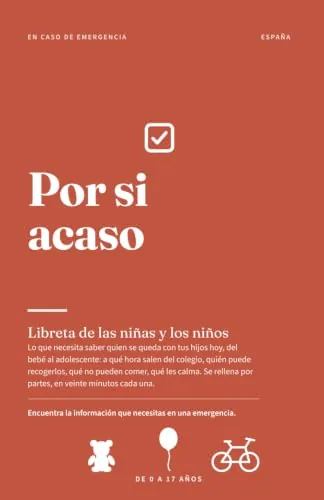 EN CASO DE EMERGENCIA
ESPAÑA
Por si
acaso
Libreta de las niñas y los niños
Lo que necesita saber quien se queda con tus hijos hoy, del
bebé al adolescente: a qué hora salen del colegio, quién puede
recogerlos, qué no pueden comer, qué les calma. Se rellena por
partes, en veinte minutos cada una.
Encuentra la información que necesitas en una emergencia.
DE 0 A 17 AÑOS